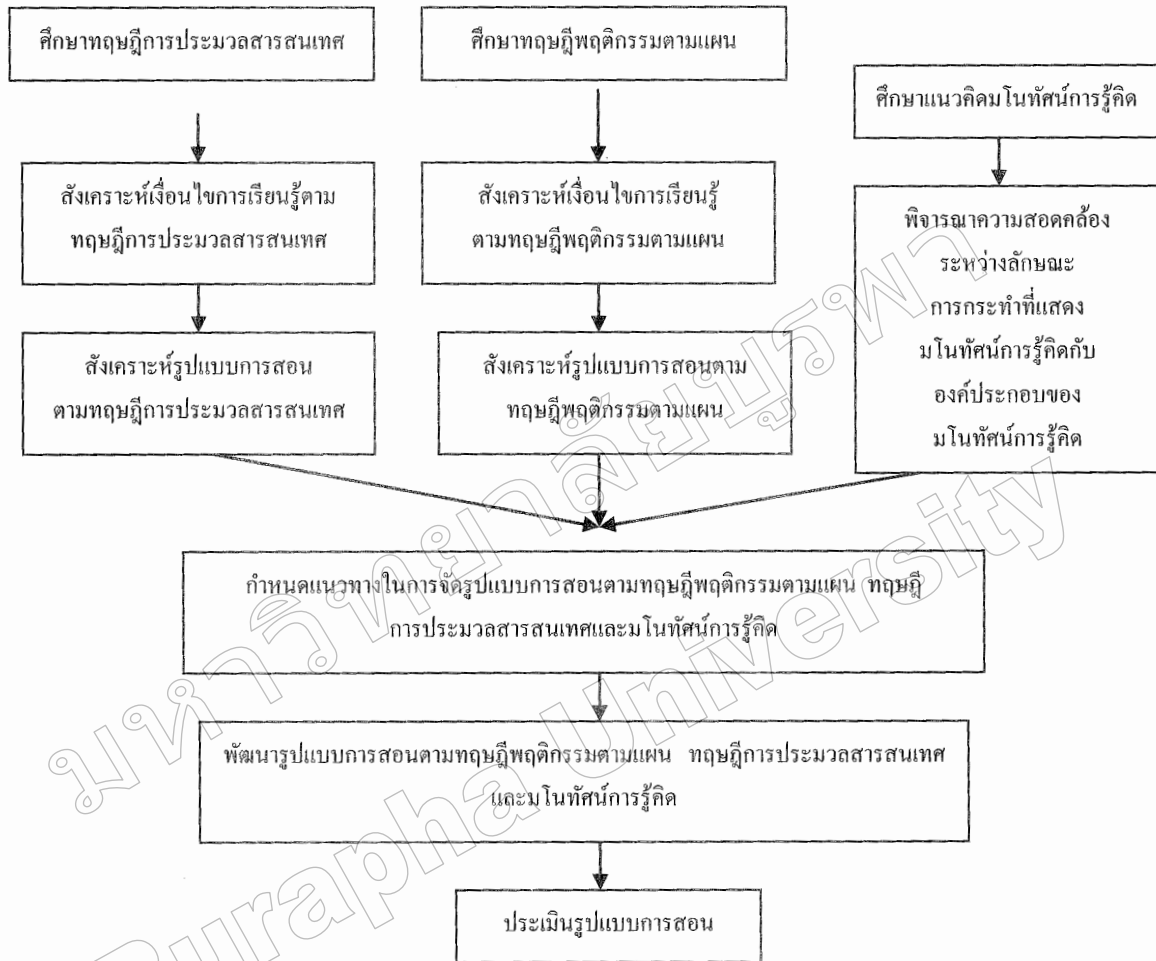 ศึกษาทฤษฎีการประมวลสารสนเทศ
ศึกษาทฤษฎีพฤติกรรมตามแผน
ศึกษาแนวคิดมโนทัศน์การรู้คิด
สังเคราะห์เงื่อนไขการเรียนรู้ตาม
ทฤษฎีการประมวลสารสนเทศ
สังเคราะห์เงื่อนไขการเรียนรู้
ตามทฤษฎีพฤติกรรมตามแผน
พิจารณาความสอดคล้อง
ระหว่างลักษณะ
การกระทำที่แสดง
มโนทัศน์การรู้คิดกับ
องค์ประกอบของ
มโนทัศน์การรู้คิด
สังเคราะห์รูปแบบการสอน
ตามทฤษฎีการประมวลสารสนเทศ
สังเคราะห์รูปแบบการสอนตาม
ทฤษฎีพฤติกรรมตามแผน
กำหนดแนวทางในการจัดรูปแบบการสอนตามทฤษฎีพฤติกรรมตามแผน ทฤษฎี
การประมวลสารสนเทศและมโนทัศน์การรู้คิด
พัฒนารูปแบบการสอนตามทฤษฎีพฤติกรรมตามแผน ทฤษฎีการประมวลสารสนเทศ
และมโนทัศน์การรู้คิด
ประเมินรูปแบบการสอน
มหาวิทยาลัยบูรพา
Burapha University